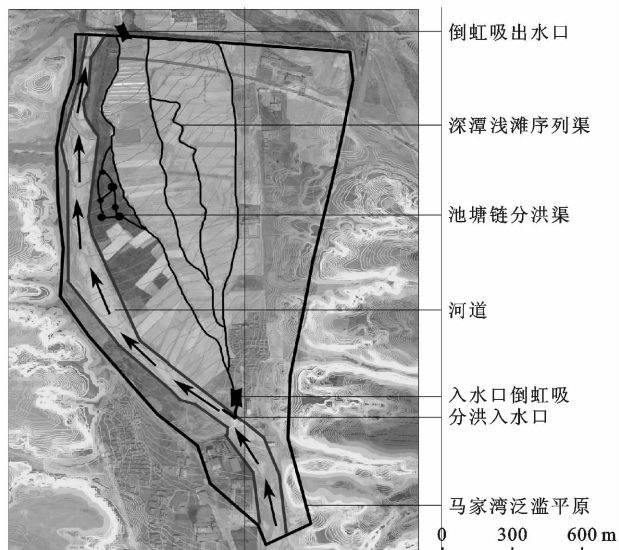 倒虹吸出水口
深潭浅滩序列渠
池塘链分洪渠
河道
入水口倒虹吸
分洪入水口
马家湾泛滥平原
0 300 600 m